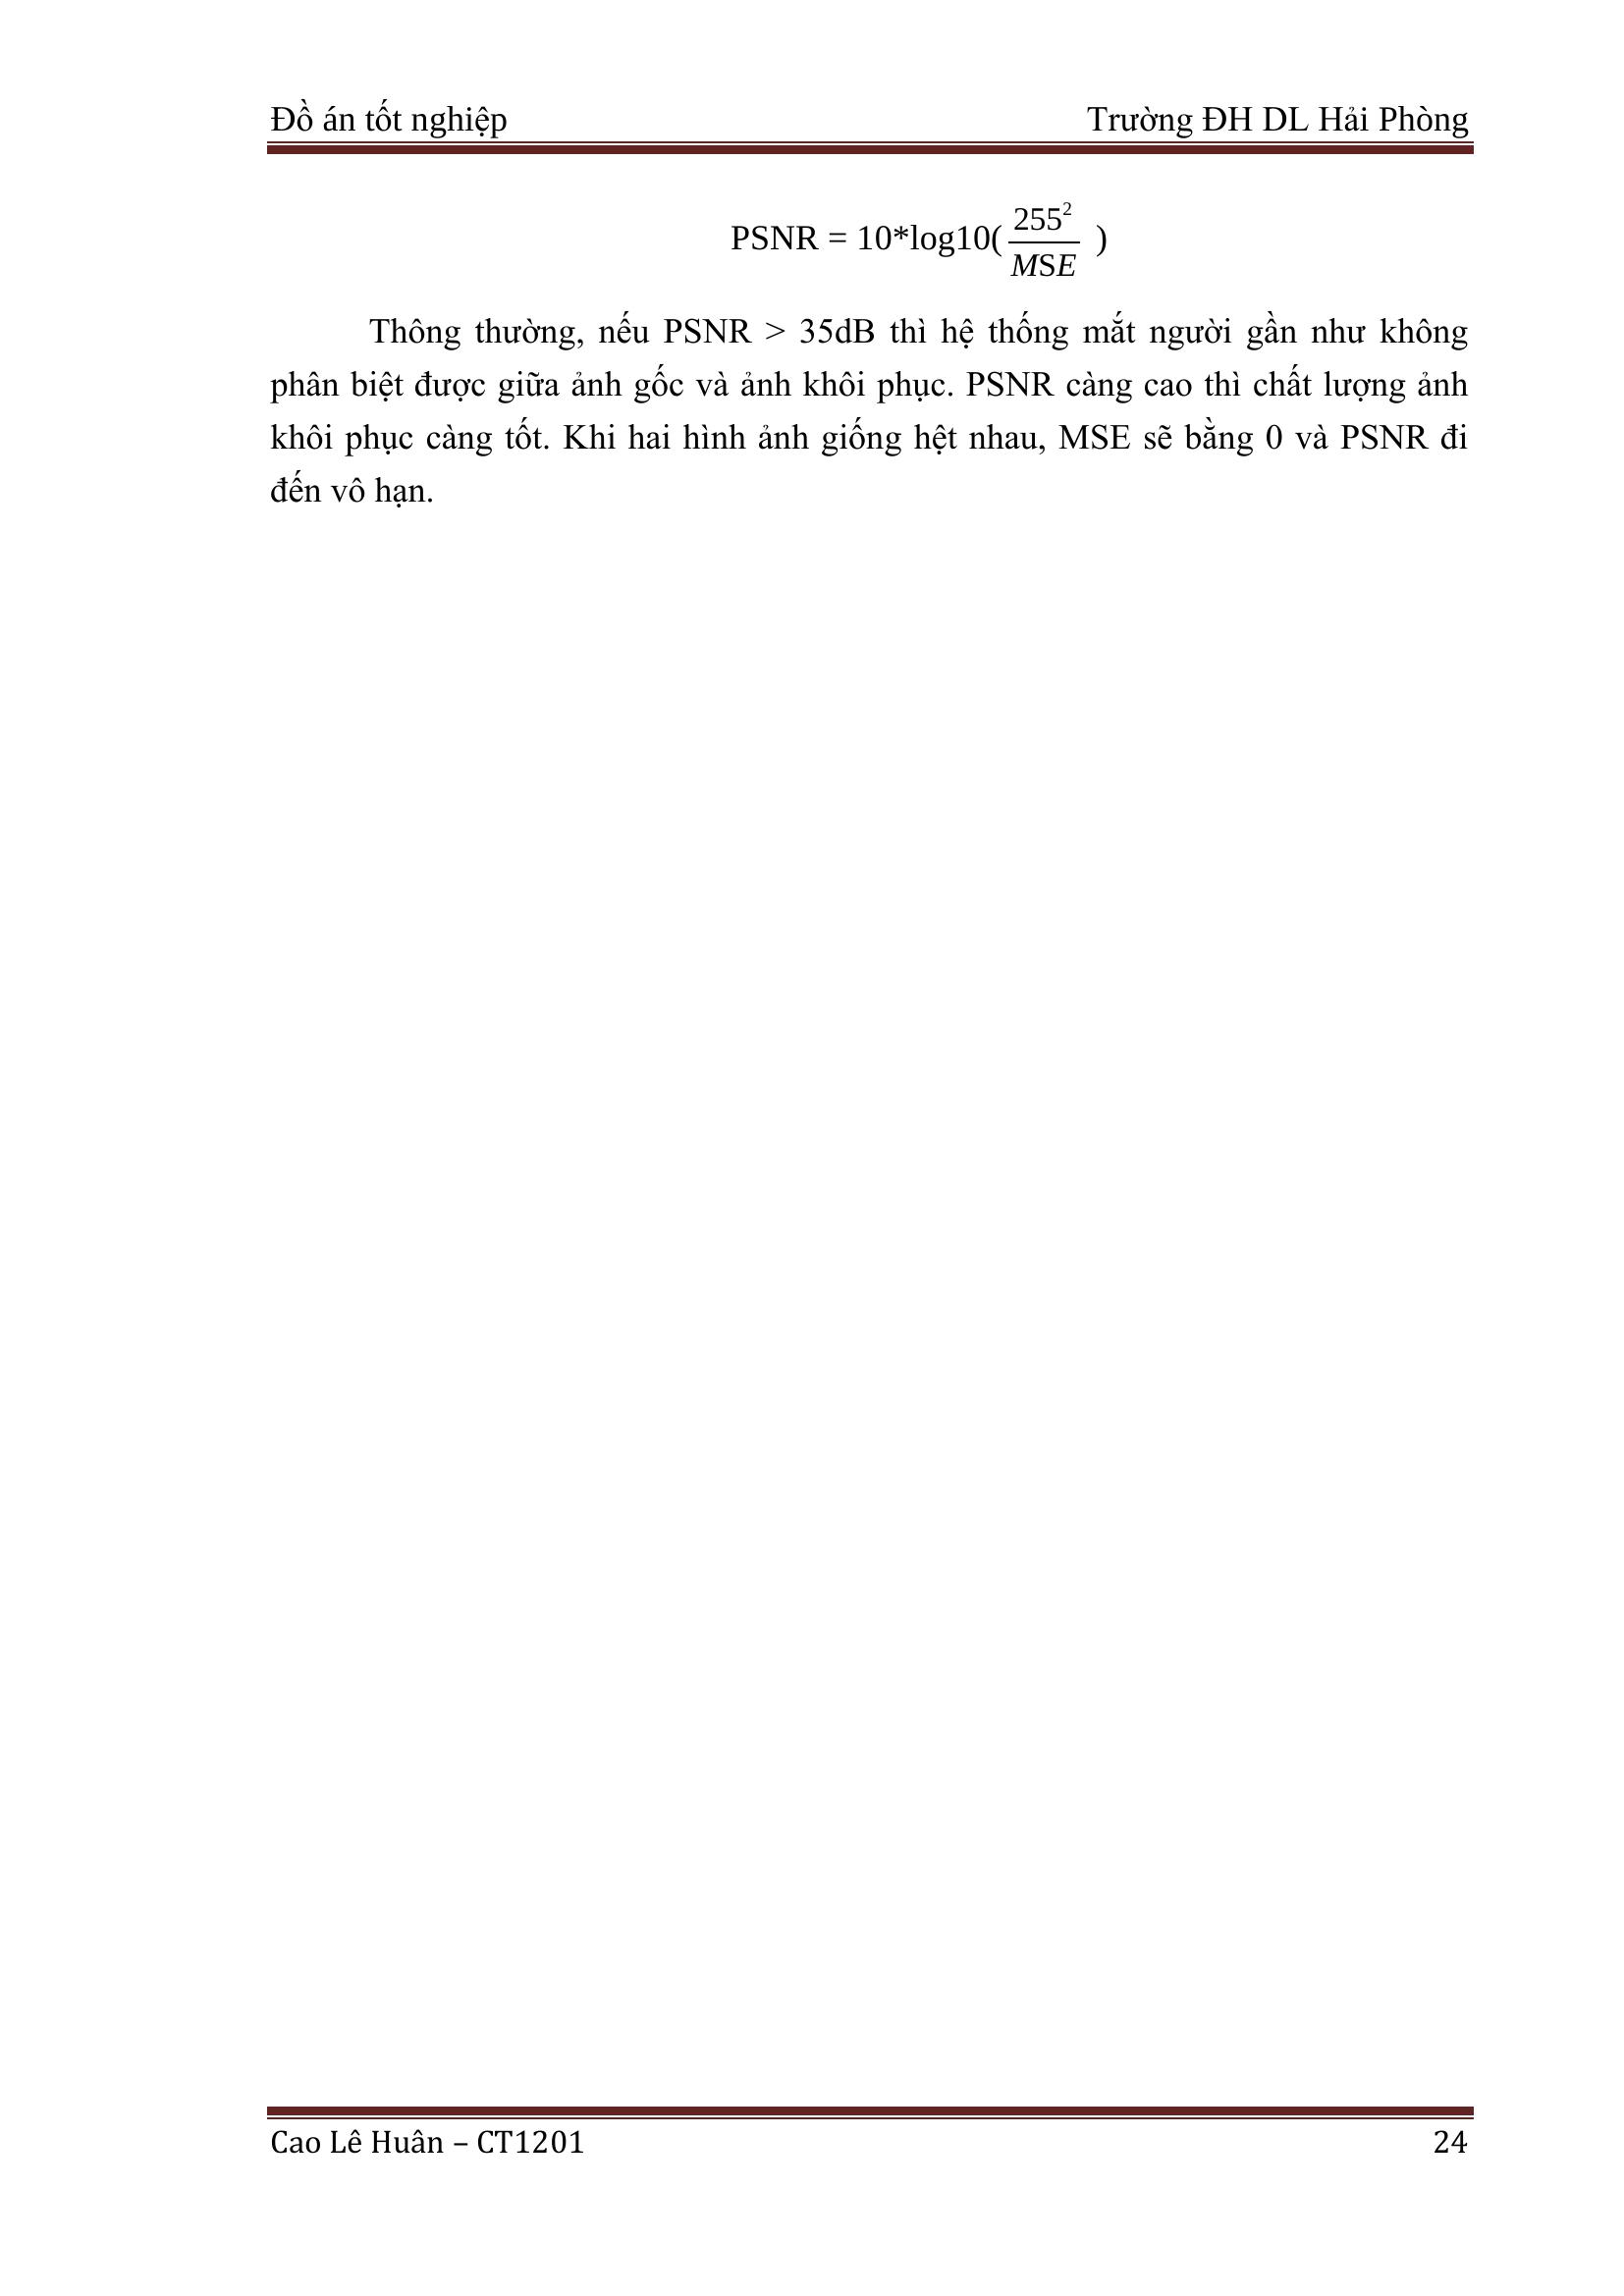 Đồ án tốt nghiệp Trường ĐH DL Hải Phòng
PSNR = 10*log10( 255² / MSE )
Thông thường, nếu PSNR > 35dB thì hệ thống mắt người gần như không
phân biệt được giữa ảnh gốc và ảnh khôi phục. PSNR càng cao thì chất lượng ảnh
khôi phục càng tốt. Khi hai hình ảnh giống hệt nhau, MSE sẽ bằng 0 và PSNR đi
đến vô hạn.
Cao Lê Huân – CT1201 24